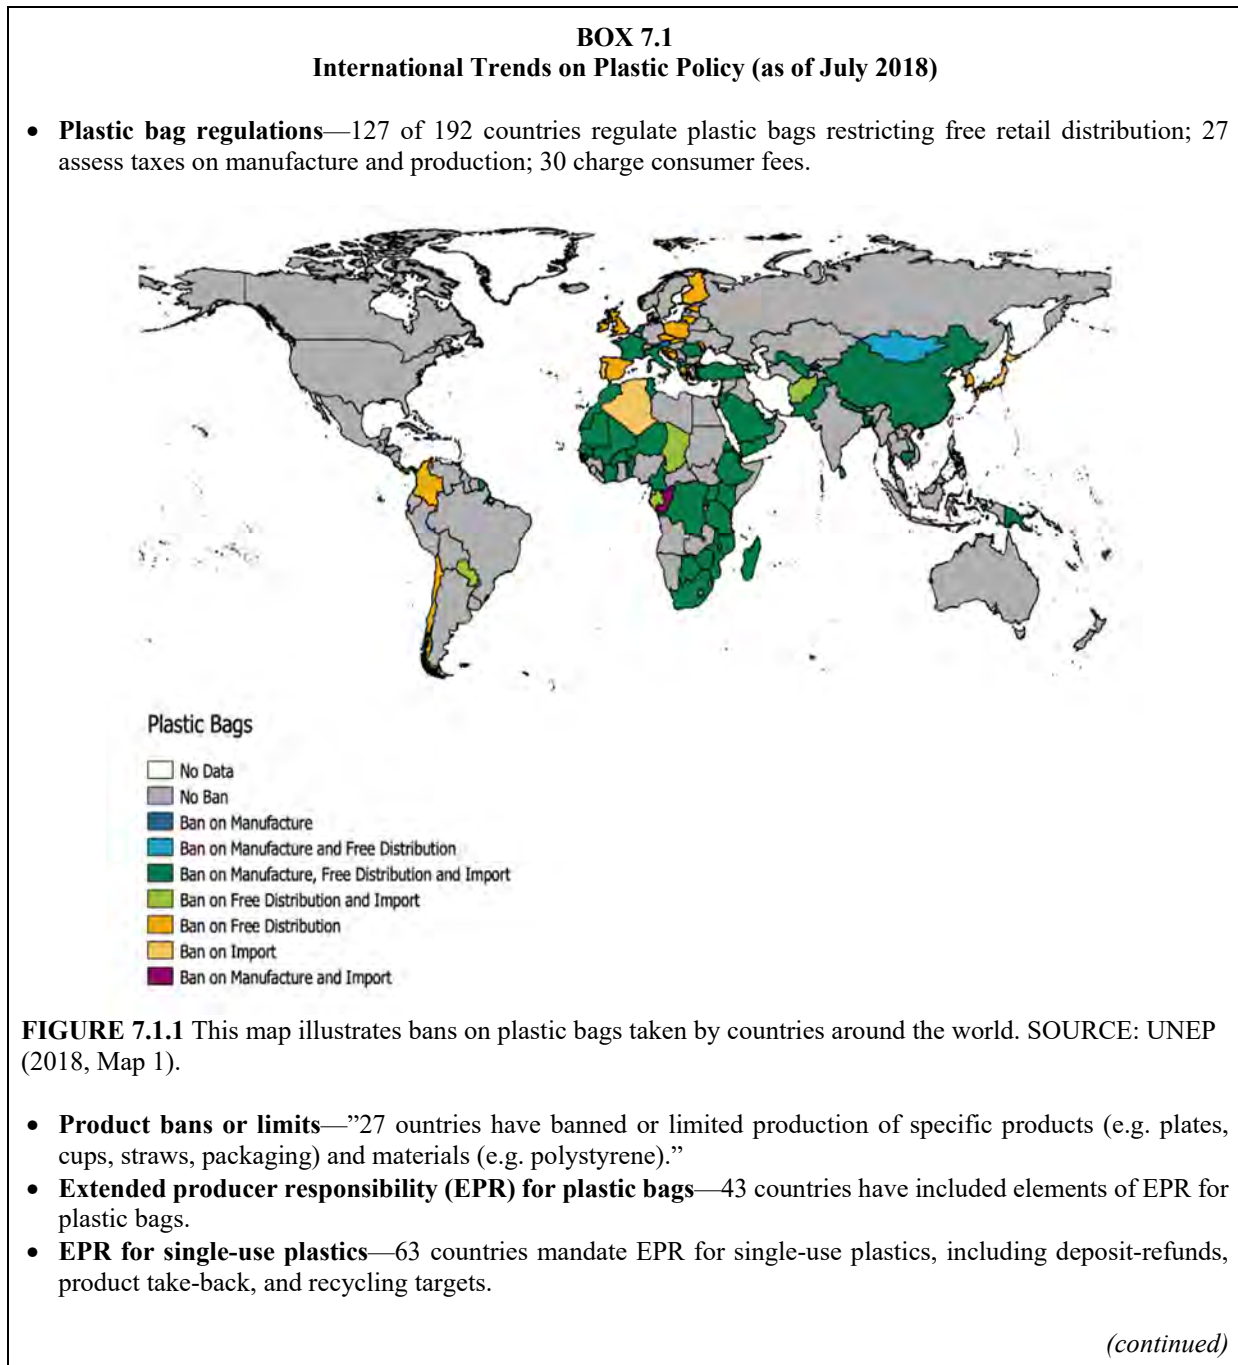 BOX 7.1
International Trends on Plastic Policy (as of July 2018)
• Plastic bag regulations—127 of 192 countries regulate plastic bags restricting free retail distribution; 27
assess taxes on manufacture and production; 30 charge consumer fees.
Plastic Bags
No Data
No Ban
Ban on Manufacture
Ban on Manufacture and Free Distribution
Ban on Manufacture, Free Distribution and Import
Ban on Free Distribution and Import
Ban on Free Distribution
Ban on Import
Ban on Manufacture and Import
FIGURE 7.1.1 This map illustrates bans on plastic bags taken by countries around the world. SOURCE: UNEP
(2018, Map 1).
• Product bans or limits—”27 ountries have banned or limited production of specific products (e.g. plates,
cups, straws, packaging) and materials (e.g. polystyrene).”
• Extended producer responsibility (EPR) for plastic bags—43 countries have included elements of EPR for
plastic bags.
• EPR for single-use plastics—63 countries mandate EPR for single-use plastics, including deposit-refunds,
product take-back, and recycling targets.
(continued)